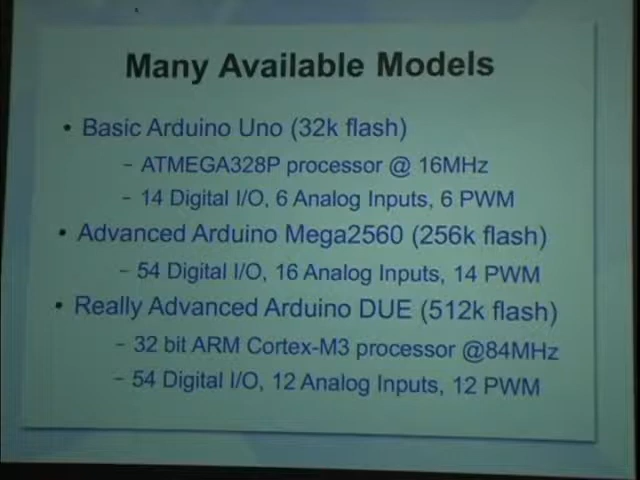 Many Available Models
• Basic Arduino Uno (32k flash)
– ATMEGA328P processor @ 16MHz
– 14 Digital I/O, 6 Analog Inputs, 6 PWM
• Advanced Arduino Mega2560 (256k flash)
– 54 Digital I/O, 16 Analog Inputs, 14 PWM
• Really Advanced Arduino DUE (512k flash)
– 32 bit ARM Cortex-M3 processor @84MHz
– 54 Digital I/O, 12 Analog Inputs, 12 PWM